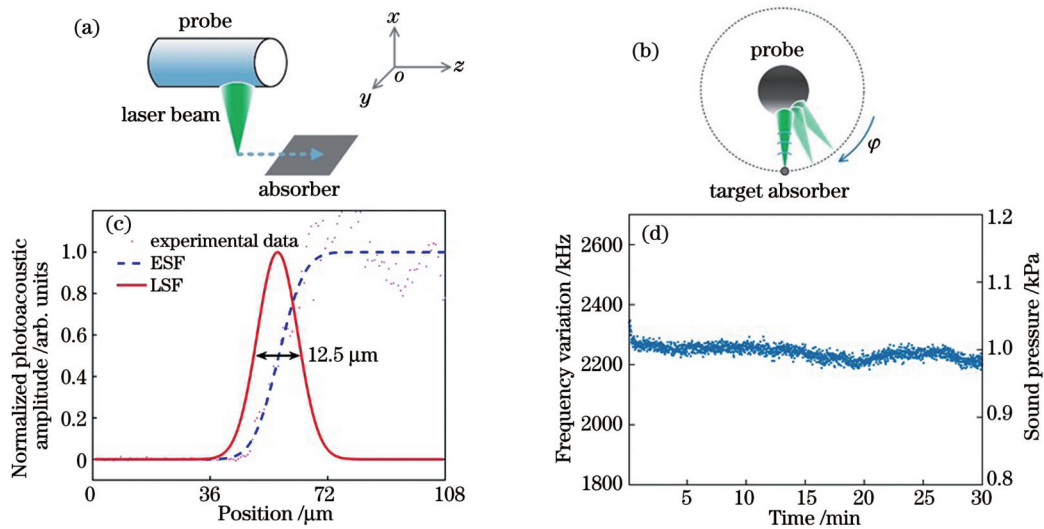 (a)
probe
x
o
z
y
laser beam
absorber
(b)
probe
φ
target absorber
(c)
Normalized photoacoustic
amplitude /arb. units
1.0
0.8
0.6
0.4
0.2
0
experimental data
ESF
LSF
12.5 μm
0
36
72
108
Position /μm
(d)
Frequency variation /kHz
2600
2400
2200
2000
1800
1.2
1.1
1.0
0.9
0.8
Sound pressure /kPa
5
10
15
20
25
30
Time /min